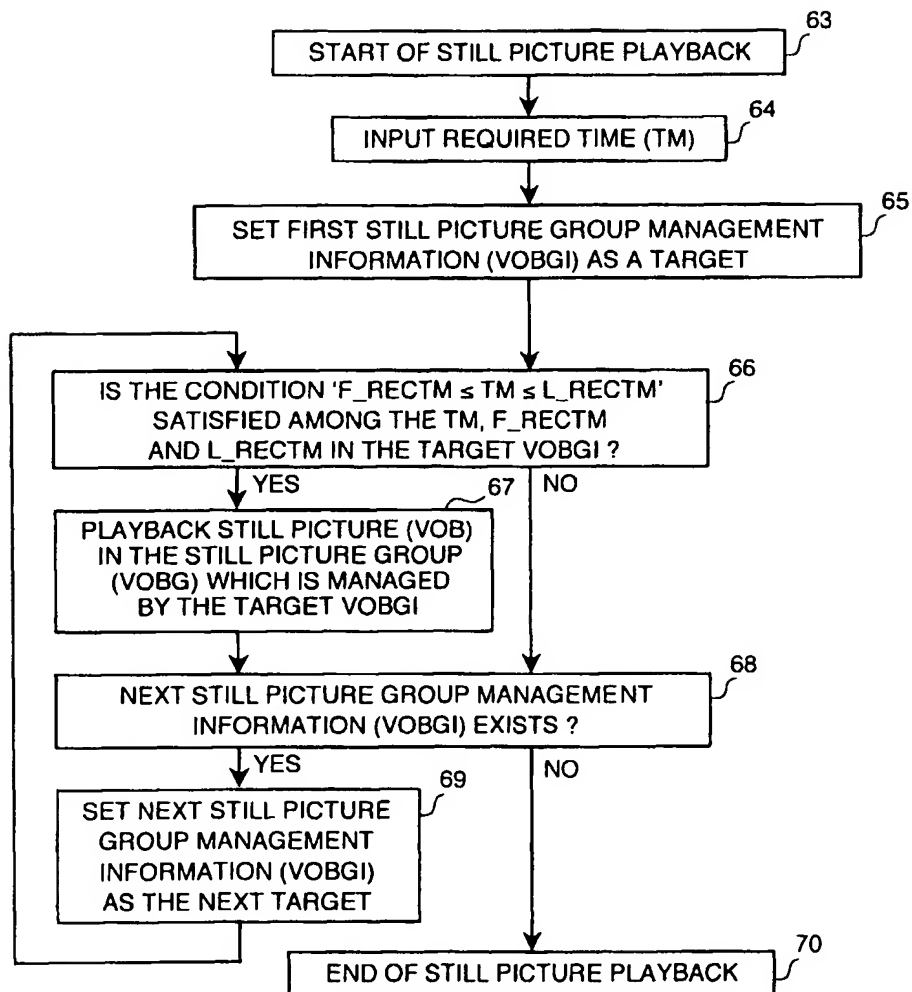 63
START OF STILL PICTURE PLAYBACK
64
INPUT REQUIRED TIME (TM)
65
SET FIRST STILL PICTURE GROUP MANAGEMENT
INFORMATION (VOBGI) AS A TARGET
66
IS THE CONDITION 'F_RECTM ≤ TM ≤ L_RECTM'
SATISFIED AMONG THE TM, F_RECTM
AND L_RECTM IN THE TARGET VOBGI ?
YES
NO
67
PLAYBACK STILL PICTURE (VOB)
IN THE STILL PICTURE GROUP
(VOBG) WHICH IS MANAGED
BY THE TARGET VOBGI
68
NEXT STILL PICTURE GROUP MANAGEMENT
INFORMATION (VOBGI) EXISTS ?
YES
NO
69
SET NEXT STILL PICTURE
GROUP MANAGEMENT
INFORMATION (VOBGI)
AS THE NEXT TARGET
70
END OF STILL PICTURE PLAYBACK